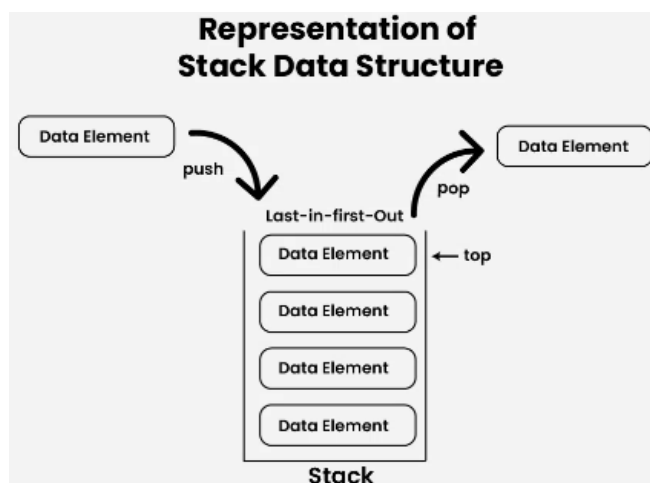 Representation of
Stack Data Structure
Data Element
Data Element
push
pop
Last-in-first-Out
Data Element
top
Data Element
Data Element
Data Element
Stack